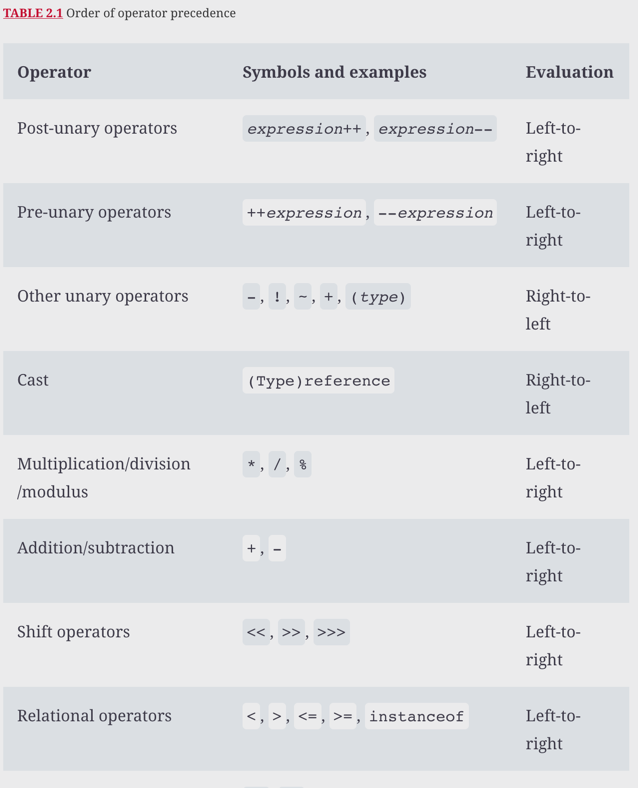 TABLE 2.1 Order of operator precedence
Operator Symbols and examples Evaluation
Post-unary operators expression++, expression-- Left-to-
right
Pre-unary operators ++expression, --expression Left-to-
right
Other unary operators -, !, ~, +, (type) Right-to-
left
Cast (Type)reference Right-to-
left
Multiplication/division *, /, % Left-to-
/modulus right
Addition/subtraction +, - Left-to-
right
Shift operators <<, >>, >>> Left-to-
right
Relational operators <, >, <=, >=, instanceof Left-to-
right